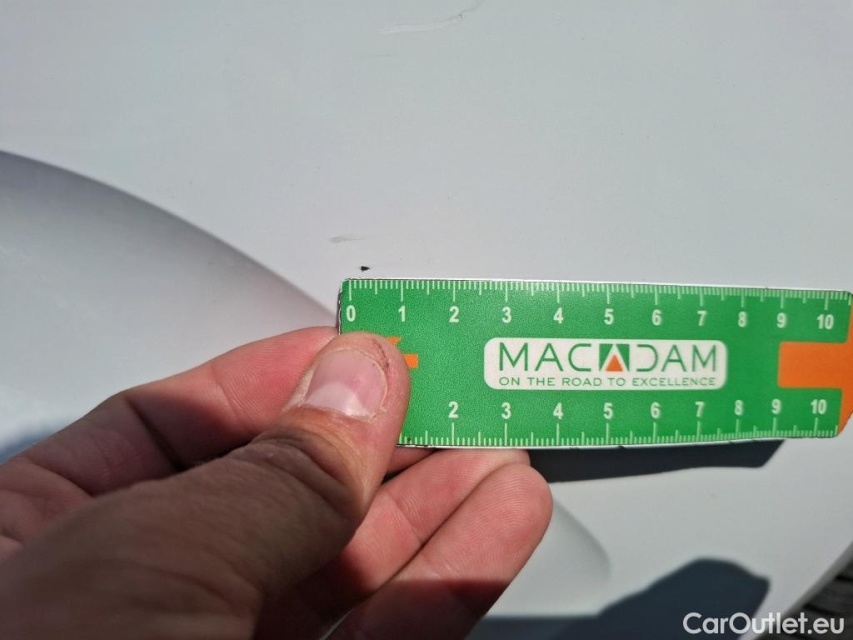 0 1 2 3 4 5 6 7 8 9 10
MACADAM
ON THE ROAD TO EXCELLENCE
2 3 4 5 6 7 8 9 10
CarOutlet.eu